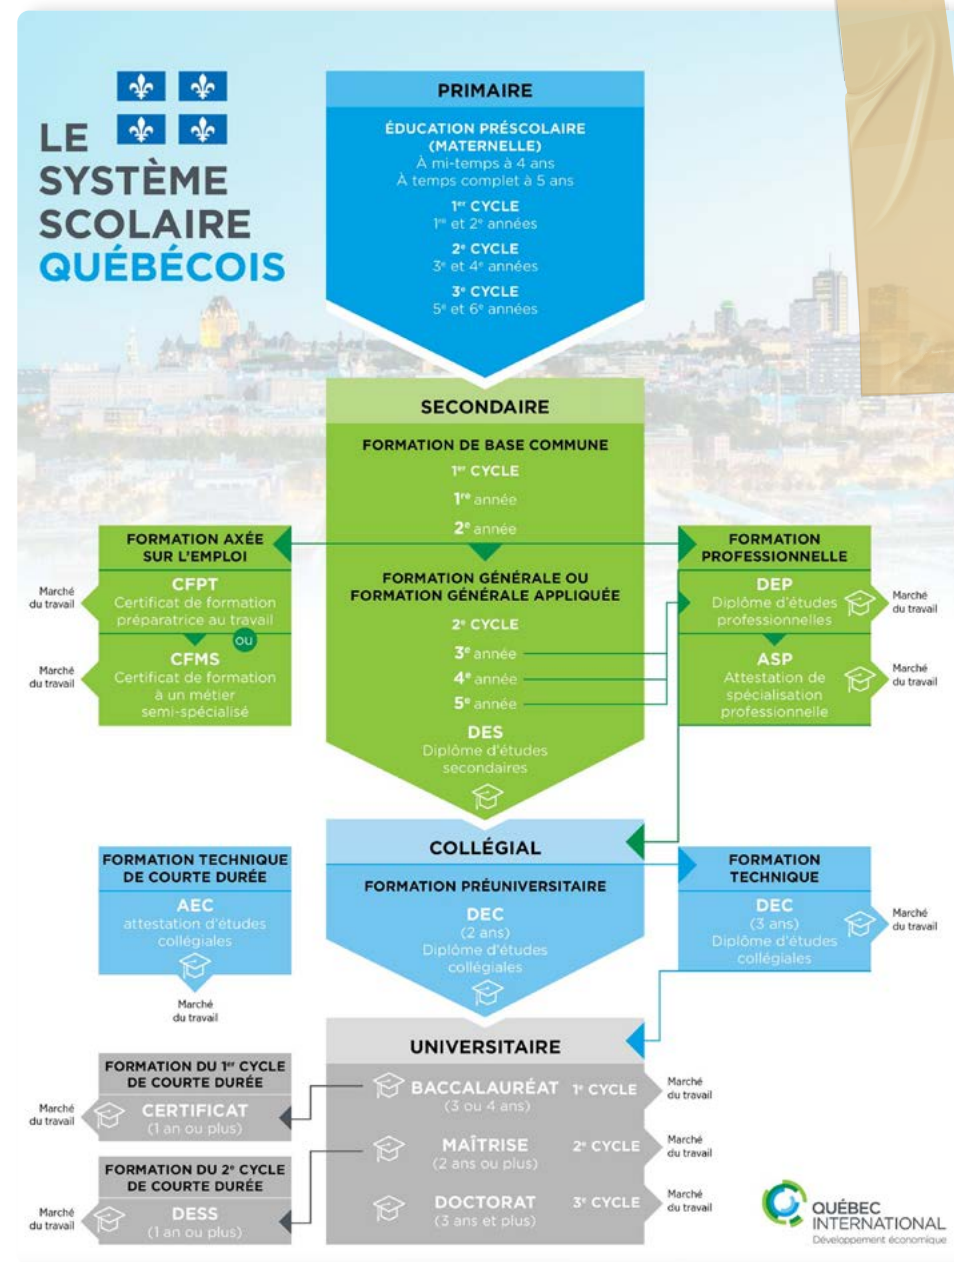 LE
SYSTÈME
SCOLAIRE
QUÉBÉCOIS
PRIMAIRE
ÉDUCATION PRÉSCOLAIRE
(MATERNELLE)
À mi-temps à 4 ans
À temps complet à 5 ans
1er CYCLE
1re et 2e années
2e CYCLE
3e et 4e années
3e CYCLE
5e et 6e années
SECONDAIRE
FORMATION DE BASE COMMUNE
1er CYCLE
1re année
2e année
FORMATION AXÉE
SUR L'EMPLOI
CFPT
Certificat de formation
préparatrice au travail
Marché
du travail
ou
CFMS
Certificat de formation
à un métier
semi-spécialisé
Marché
du travail
FORMATION GÉNÉRALE OU
FORMATION GÉNÉRALE APPLIQUÉE
2e CYCLE
3e année
4e année
5e année
DES
Diplôme d'études
secondaires
FORMATION
PROFESSIONNELLE
DEP
Diplôme d'études
professionnelles
Marché
du travail
ASP
Attestation de
spécialisation
professionnelle
Marché
du travail
COLLÉGIAL
FORMATION PRÉUNIVERSITAIRE
DEC
(2 ans)
Diplôme d'études
collégiales
FORMATION TECHNIQUE
DE COURTE DURÉE
AEC
attestation d'études
collégiales
Marché
du travail
FORMATION
TECHNIQUE
DEC
(3 ans)
Diplôme d'études
collégiales
Marché
du travail
UNIVERSITAIRE
BACCALAURÉAT 1e CYCLE
(3 ou 4 ans)
Marché
du travail
MAÎTRISE 2e CYCLE
(2 ans ou plus)
Marché
du travail
DOCTORAT 3e CYCLE
(3 ans et plus)
Marché
du travail
FORMATION DU 1er CYCLE
DE COURTE DURÉE
CERTIFICAT
(1 an ou plus)
Marché
du travail
FORMATION DU 2e CYCLE
DE COURTE DURÉE
DESS
(1 an ou plus)
Marché
du travail
QUÉBEC
INTERNATIONAL
Développement économique